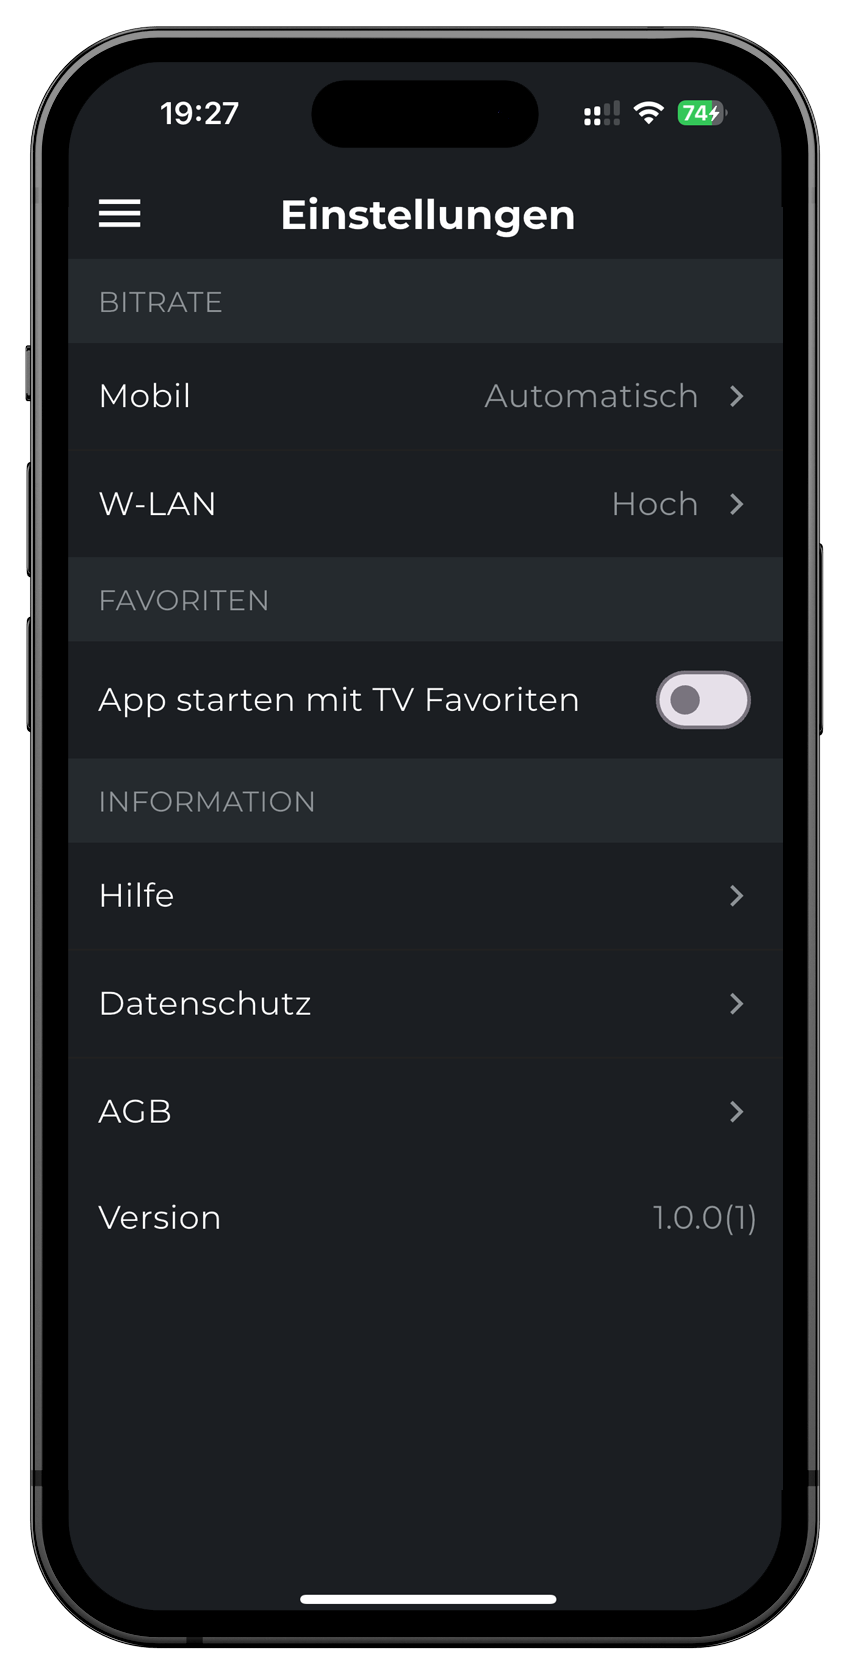 19:27 74
Einstellungen
BITRATE
Mobil Automatisch
W-LAN Hoch
FAVORITEN
App starten mit TV Favoriten
INFORMATION
Hilfe
Datenschutz
AGB
Version 1.0.0(1)